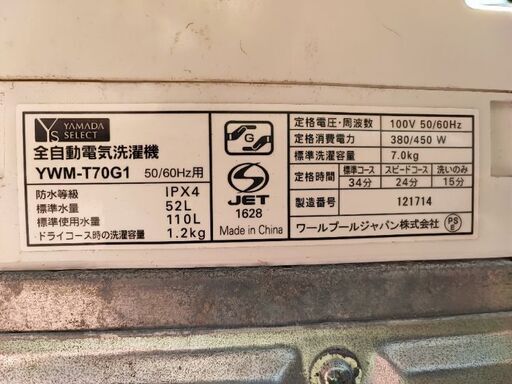 YS YAMADA SELECT
全自動電気洗濯機
YWM-T70G1 50/60Hz用
防水等級 IPX4
標準水量 52L
標準使用水量 110L
ドライコース時の洗濯容量 1.2kg
G
S
JET
1628
Made in China
定格電圧・周波数 100V 50/60Hz
定格消費電力 380/450 W
標準洗濯容量 7.0kg
定格時間 標準コース 34分 スピードコース 24分 洗いのみ 15分
製造番号 121714
ワールプールジャパン株式会社 PSE